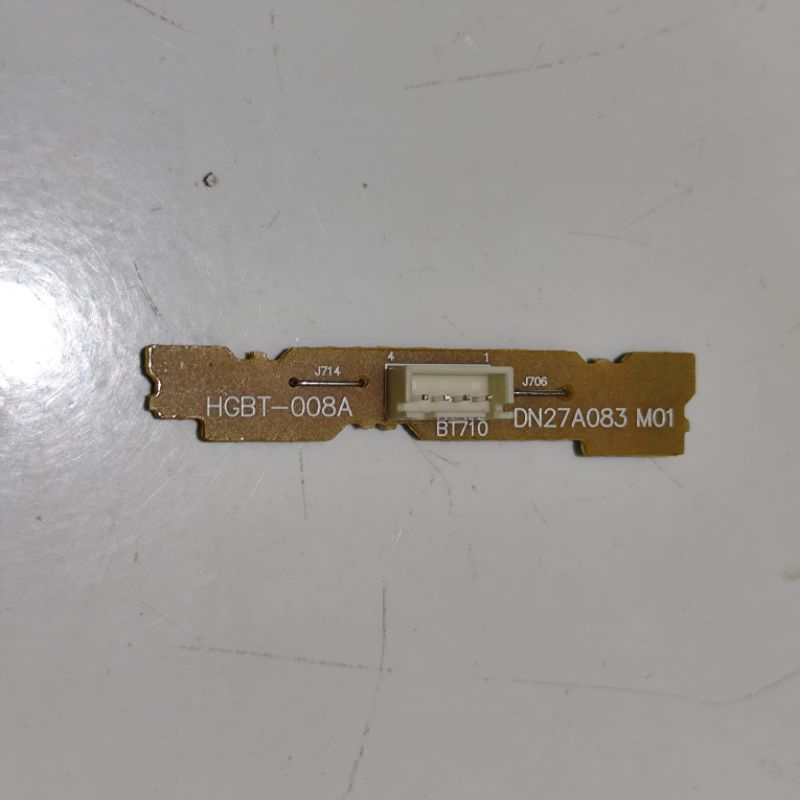 4 1
J714 J706
HGBT-008A DN27A083 M01
BT710